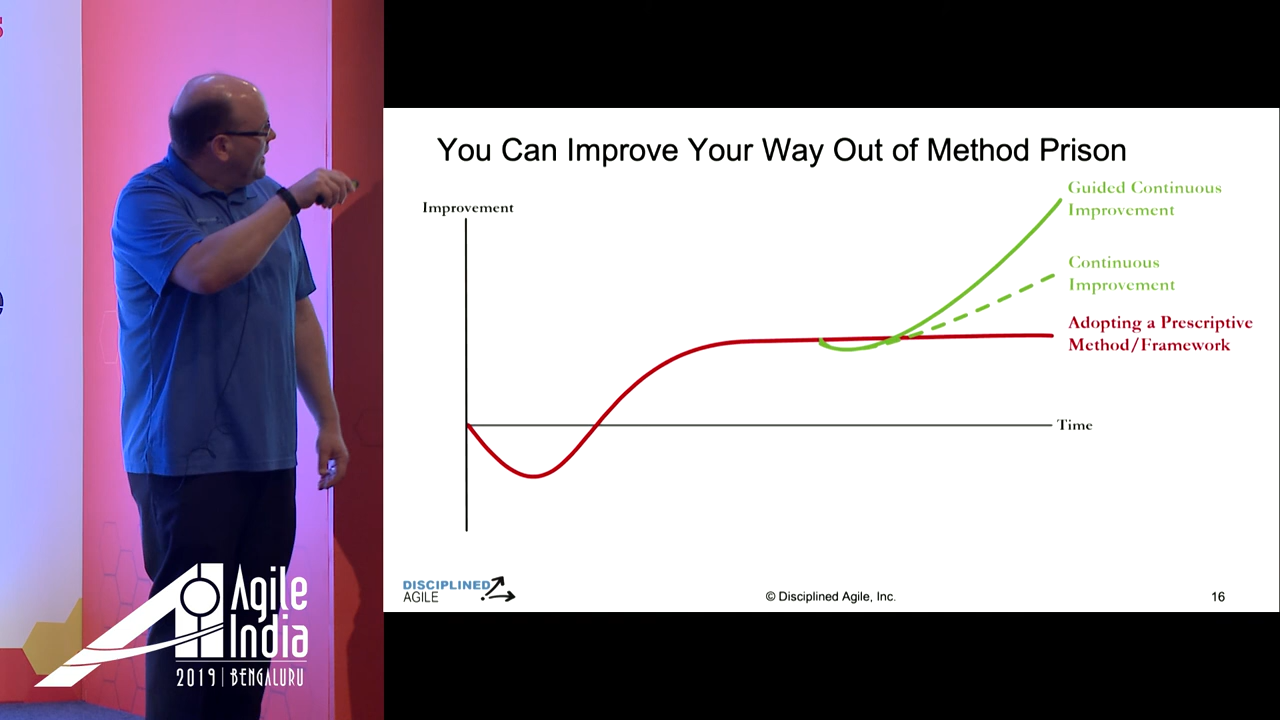 You Can Improve Your Way Out of Method Prison
Guided Continuous
Improvement
Improvement
Continuous
Improvement
Adopting a Prescriptive
Method/Framework
Time
DISCIPLINED
AGILE
© Disciplined Agile, Inc.
16
Agile
India
2019 | BENGALURU